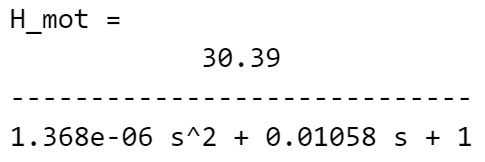 H_mot =
30.39
------------------------------
1.368e-06 s^2 + 0.01058 s + 1